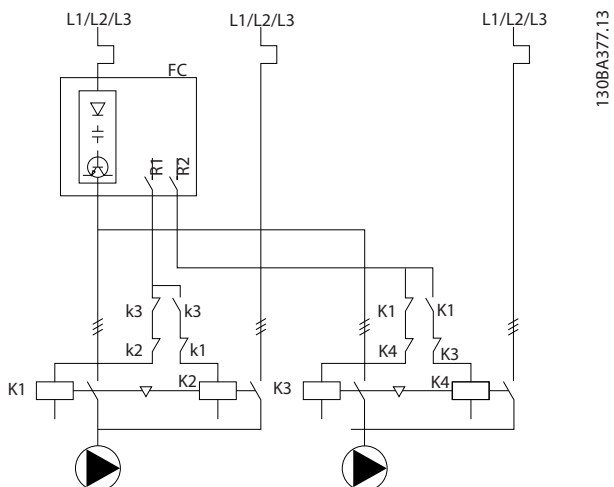 L1/L2/L3 L1/L2/L3 L1/L2/L3
130BA377.13
FC
R1 R2
k3 k3 K1 K1
k2 k1 K4 K3
K1 K2 K3 K4